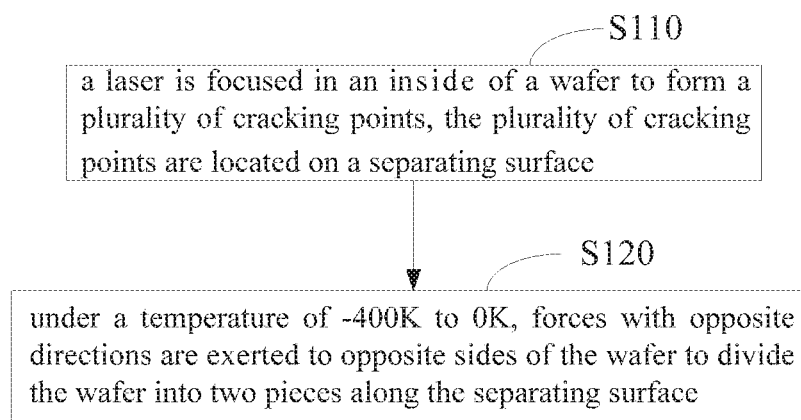 S110
a laser is focused in an inside of a wafer to form a
plurality of cracking points, the plurality of cracking
points are located on a separating surface
S120
under a temperature of -400K to 0K, forces with opposite
directions are exerted to opposite sides of the wafer to divide
the wafer into two pieces along the separating surface